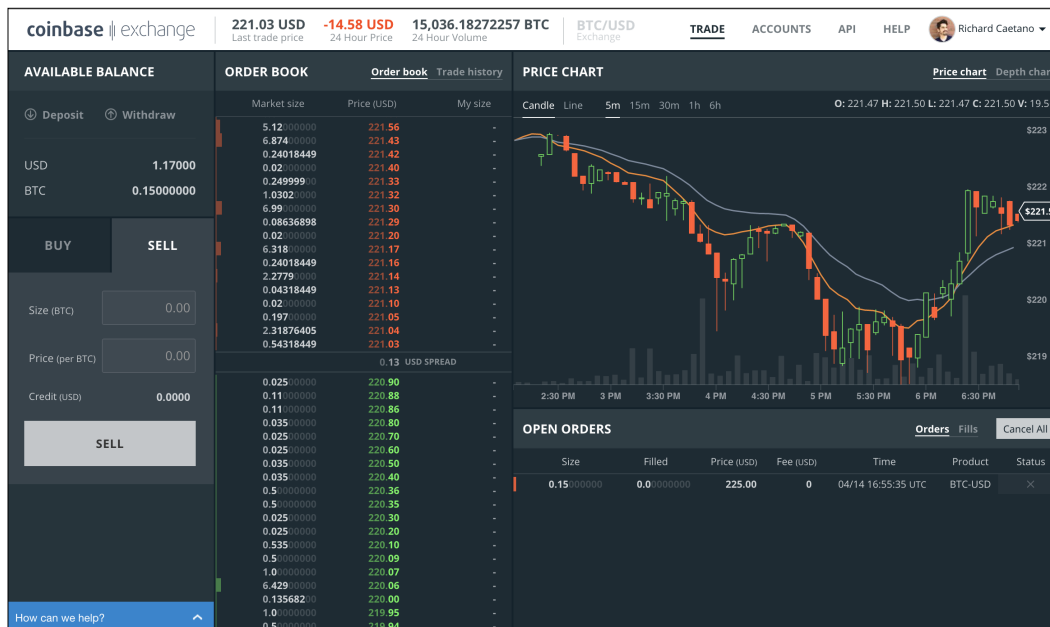 coinbase exchange
221.03 USD
Last trade price
-14.58 USD
24 Hour Price
15,036.18272257 BTC
24 Hour Volume
BTC/USD
Exchange
TRADE ACCOUNTS API HELP Richard Caetano
AVAILABLE BALANCE
Deposit Withdraw
USD 1.17000
BTC 0.15000000
BUY SELL
Size (BTC) 0.00
Price (per BTC) 0.00
Credit (USD) 0.0000
SELL
How can we help?
ORDER BOOK Order book Trade history
Market size Price (USD) My size
5.12000000 221.56 -
6.8740000 221.43 -
0.24018449 221.42 -
0.02000000 221.40 -
0.24999900 221.33 -
1.03020000 221.32 -
6.99000000 221.30 -
0.08636898 221.29 -
0.02000000 221.20 -
6.31800000 221.17 -
0.24018449 221.16 -
2.27790000 221.14 -
0.04318449 221.13 -
0.02000000 221.10 -
0.19700000 221.05 -
2.31876405 221.04 -
0.54318449 221.03 -
0.13 USD SPREAD
0.02500000 220.90 -
0.11000000 220.88 -
0.11000000 220.86 -
0.03500000 220.80 -
0.02500000 220.70 -
0.02500000 220.60 -
0.03500000 220.50 -
0.03500000 220.40 -
0.50000000 220.36 -
0.50000000 220.35 -
0.02500000 220.30 -
0.02500000 220.20 -
0.53500000 220.10 -
0.50000000 220.09 -
1.00000000 220.07 -
6.42900000 220.06 -
0.13568200 220.00 -
1.00000000 219.95 -
0.50000000 219.94 -
PRICE CHART Price chart Depth char
Candle Line 5m 15m 30m 1h 6h
O: 221.47 H: 221.50 L: 221.47 C: 221.50 V: 19.5
$223
$222
$221.5
$221
$220
$219
2:30 PM 3 PM 3:30 PM 4 PM 4:30 PM 5 PM 5:30 PM 6 PM 6:30 PM
OPEN ORDERS Orders Fills Cancel All
Size Filled Price (USD) Fee (USD) Time Product Status
0.15000000 0.00000000 225.00 0 04/14 16:55:35 UTC BTC-USD